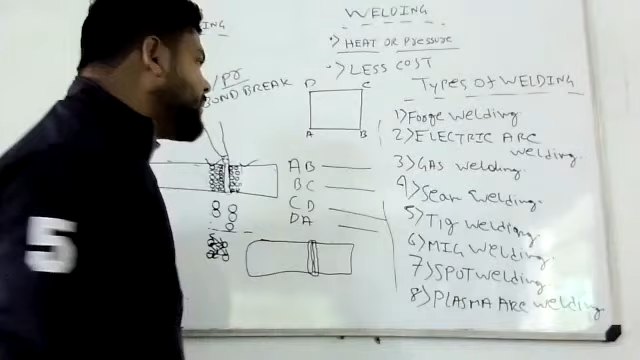 ING
WELDING
·) HEAT OR PRESSURE
·) LESS COST
/ PR
BOND BREAK
D C
A B
AB
BC
CD
DA
Types of WELDING
1) Forge welding
2) ELECTRIC ARC
welding.
3) GAS welding.
4) Seam welding.
5) Tig welding
6) MIG welding.
7) SPOT welding
8) PLASMA ARC welding
5